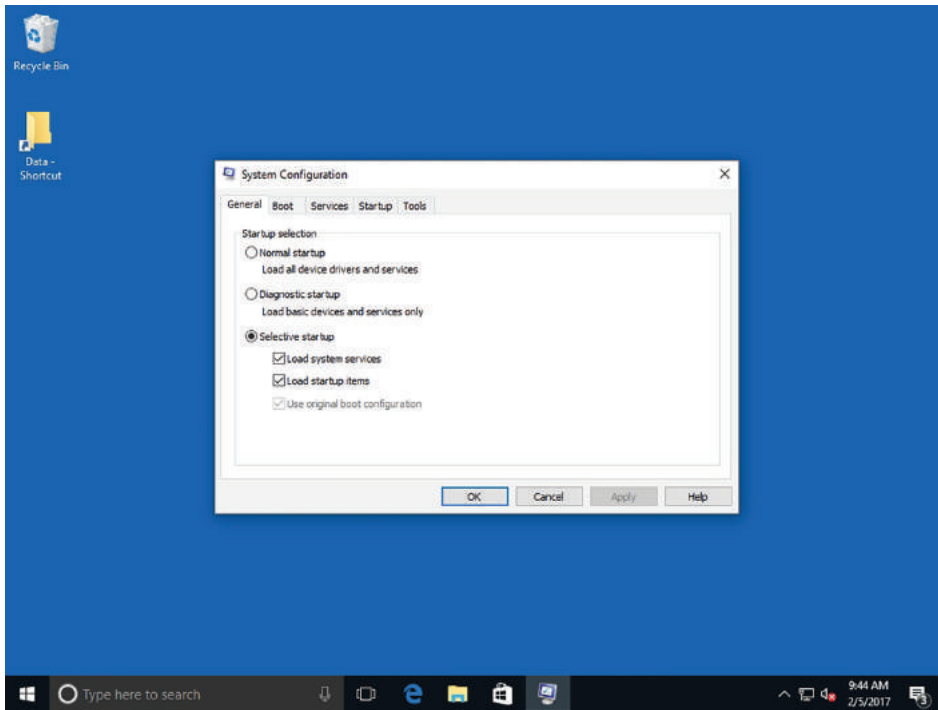 Recycle Bin
Data -
Shortcut
System Configuration
General Boot Services Startup Tools
Startup selection
Normal startup
Load all device drivers and services
Diagnostic startup
Load basic devices and services only
Selective startup
Load system services
Load startup items
Use original boot configuration
OK Cancel Apply Help
Type here to search
9:44 AM
2/5/2017
3